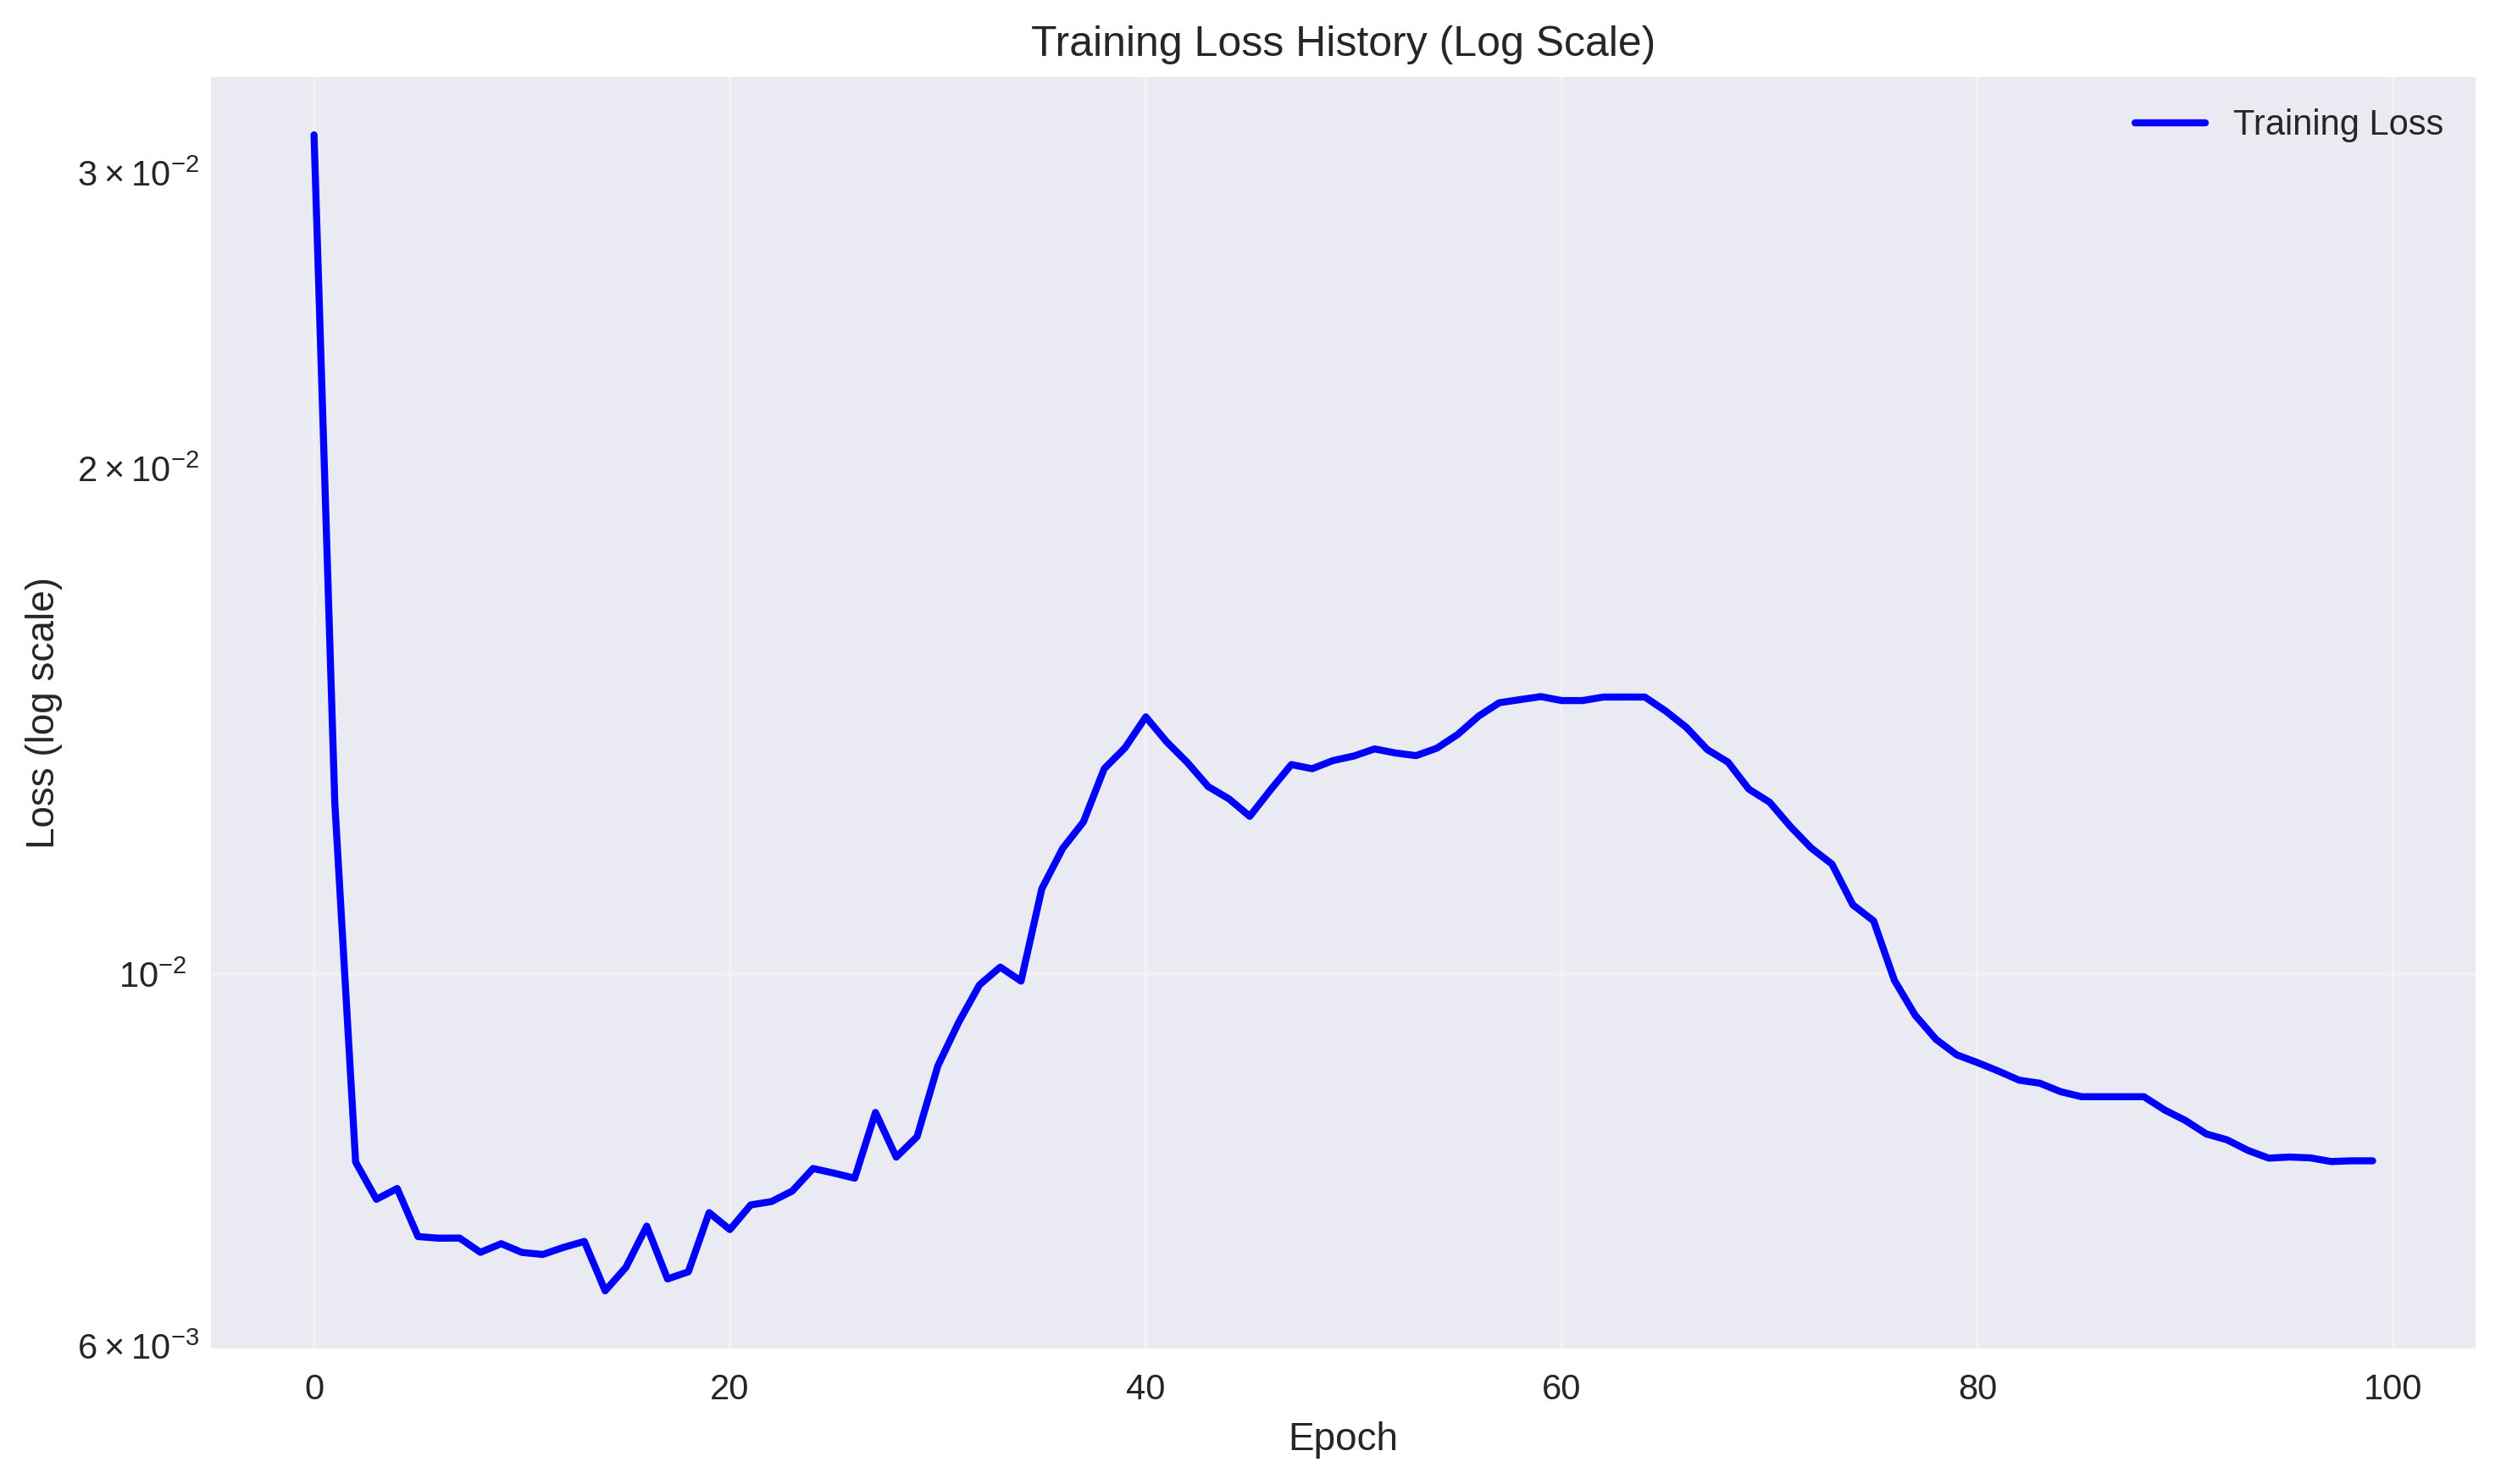 Training Loss History (Log Scale)
Training Loss
3 × 10⁻²
2 × 10⁻²
10⁻²
6 × 10⁻³
Loss (log scale)
0 20 40 60 80 100
Epoch